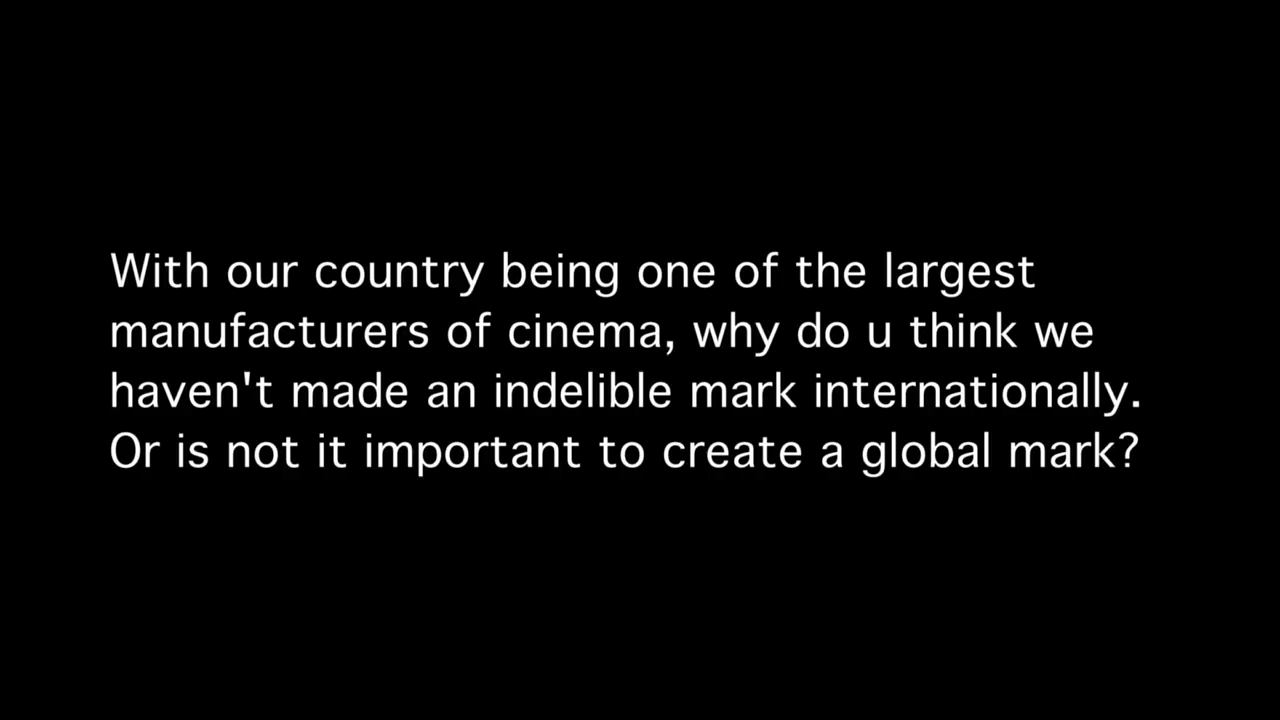 With our country being one of the largest
manufacturers of cinema, why do u think we
haven't made an indelible mark internationally.
Or is not it important to create a global mark?